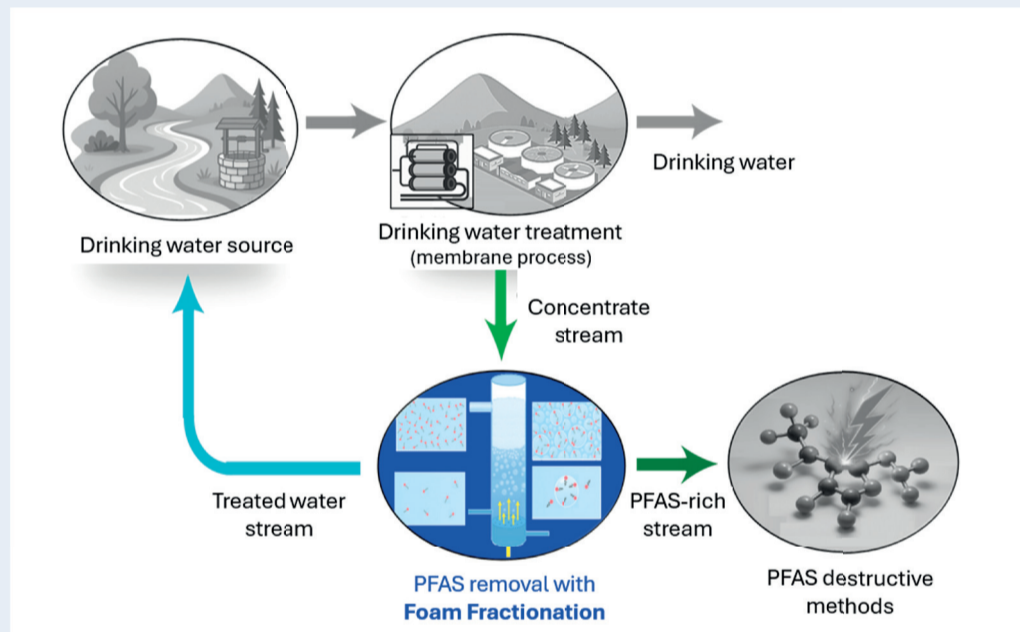 Drinking water source
Drinking water treatment
(membrane process)
Drinking water
Concentrate
stream
Treated water
stream
PFAS-rich
stream
PFAS removal with
Foam Fractionation
PFAS destructive
methods